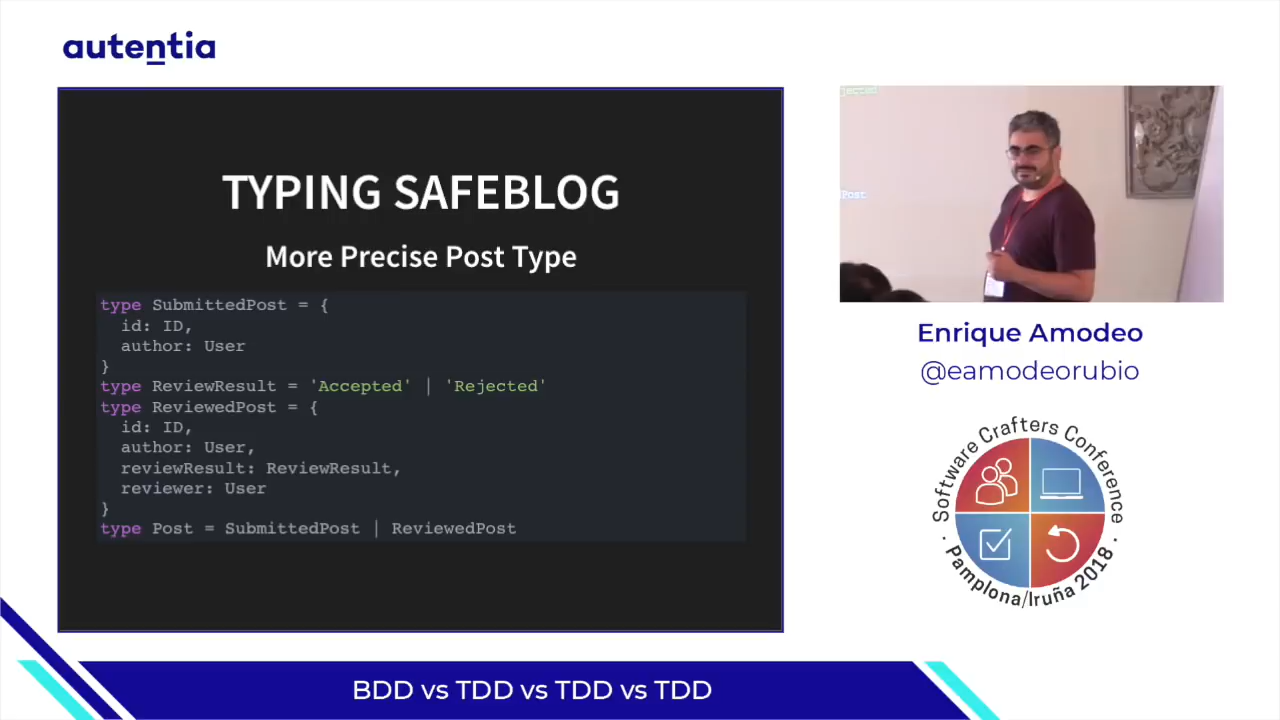 autentia
TYPING SAFEBLOG
More Precise Post Type
type SubmittedPost = {
  id: ID,
  author: User
}
type ReviewResult = 'Accepted' | 'Rejected'
type ReviewedPost = {
  id: ID,
  author: User,
  reviewResult: ReviewResult,
  reviewer: User
}
type Post = SubmittedPost | ReviewedPost
Post
Enrique Amodeo
@eamodeorubio
Software Crafters Conference
· Pamplona/Iruña 2018 ·
BDD vs TDD vs TDD vs TDD